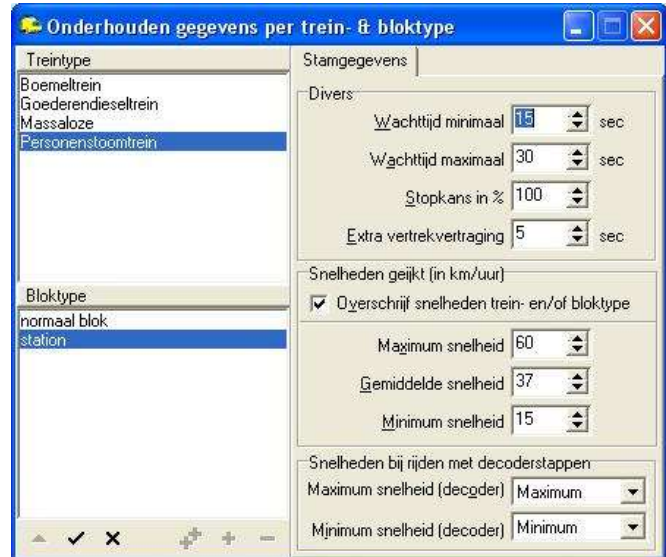 Onderhouden gegevens per trein- & bloktype
Treintype
Boemeltrein
Goederendieseltrein
Massaloze
Personenstoomtrein
Bloktype
normaal blok
station
Stamgegevens
Divers
Wachttijd minimaal 15 sec
Wachttijd maximaal 30 sec
Stopkans in % 100
Extra vertrekvertraging 5 sec
Snelheden geijkt (in km/uur)
Overschrijf snelheden trein- en/of bloktype
Maximum snelheid 60
Gemiddelde snelheid 37
Minimum snelheid 15
Snelheden bij rijden met decoderstappen
Maximum snelheid (decoder) Maximum
Minimum snelheid (decoder) Minimum